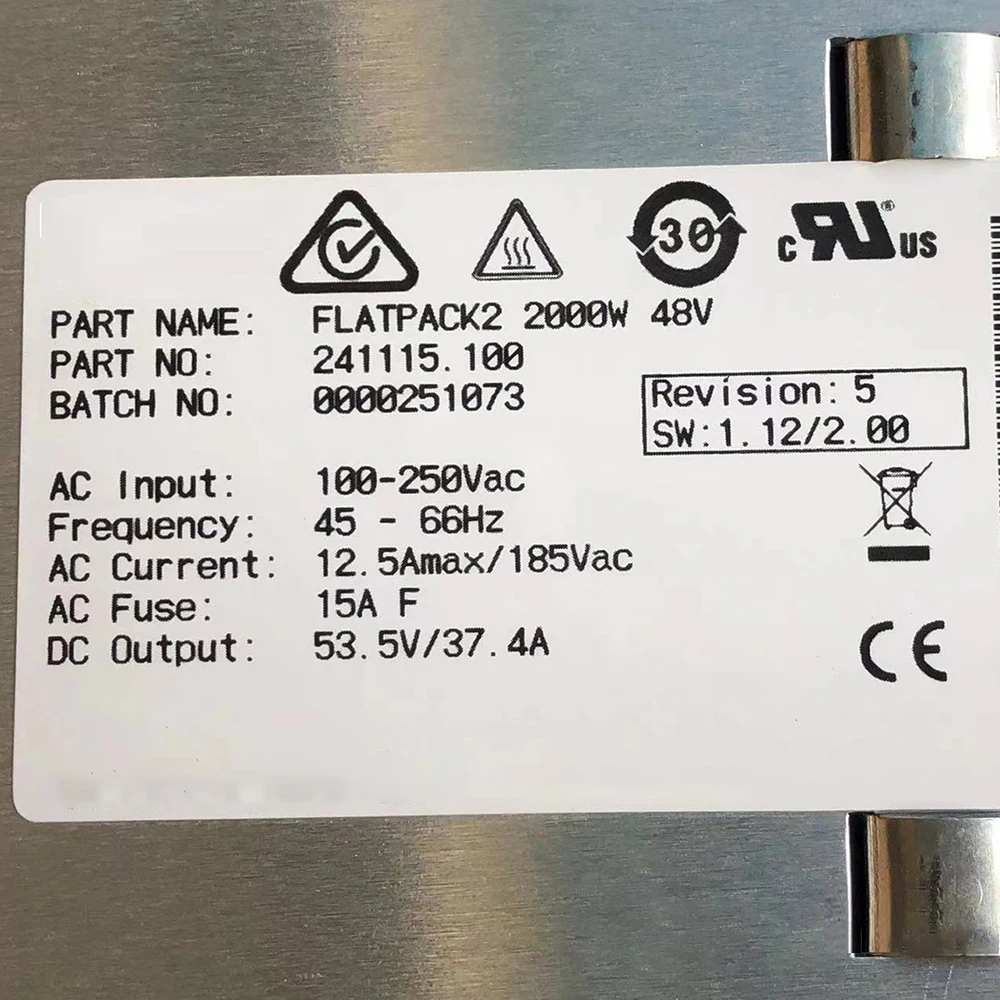 30
c RU® US
PART NAME: FLATPACK2 2000W 48V
PART NO: 241115.100
BATCH NO: 0000251073
Revision: 5
SW:1.12/2.00
AC Input: 100-250Vac
Frequency: 45 - 66Hz
AC Current: 12.5Amax/185Vac
AC Fuse: 15A F
DC Output: 53.5V/37.4A
CE